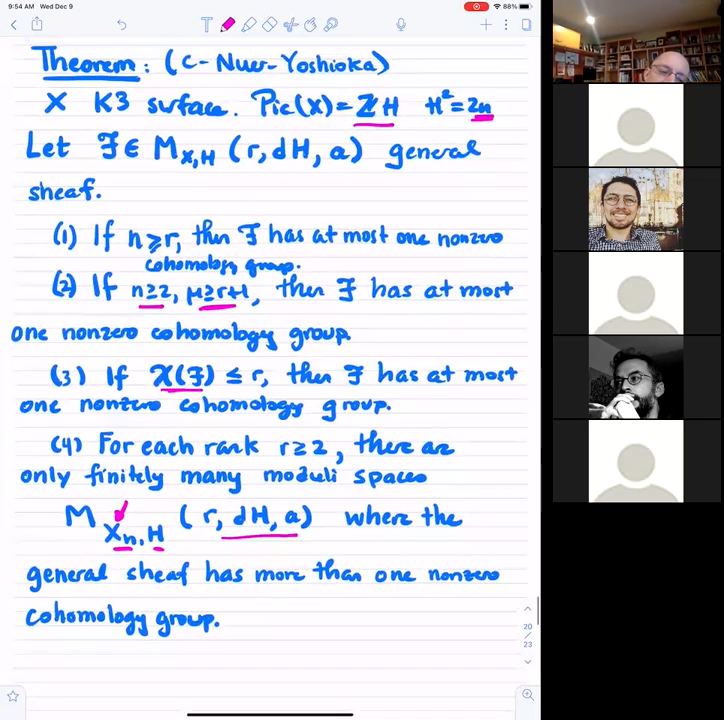 9:54 AM Wed Dec 9
88%
Theorem: (C-Nuer-Yoshioka)
X K3 surface. Pic(X)=ℤH H²=2n
Let ℱ∈ M_{X,H} (r, dH, a) general
sheaf.
(1) If n≥r, then ℱ has at most one nonzero
cohomology group.
(2) If n≥2, μ≥r+1, then ℱ has at most
one nonzero cohomology group.
(3) If χ(ℱ) ≤ r, then ℱ has at most
one nonzero cohomology group.
(4) For each rank r≥2, there are
only finitely many moduli spaces
M_{X_n,H} (r, dH, a) where the
general sheaf has more than one nonzero
cohomology group.
20
/
23